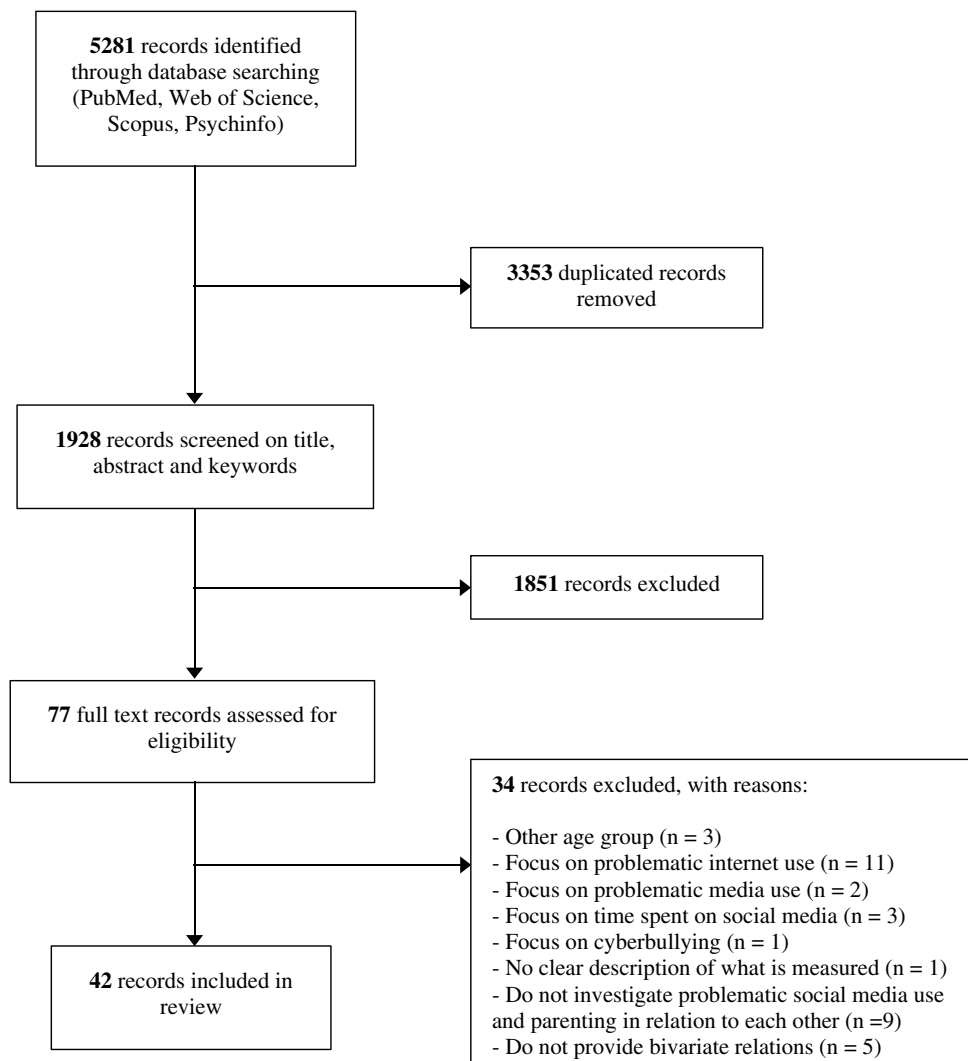 5281 records identified
through database searching
(PubMed, Web of Science,
Scopus, Psychinfo)
3353 duplicated records
removed
1928 records screened on title,
abstract and keywords
1851 records excluded
77 full text records assessed for
eligibility
34 records excluded, with reasons:
- Other age group (n = 3)
- Focus on problematic internet use (n = 11)
- Focus on problematic media use (n = 2)
- Focus on time spent on social media (n = 3)
- Focus on cyberbullying (n = 1)
- No clear description of what is measured (n = 1)
- Do not investigate problematic social media use
and parenting in relation to each other (n =9)
- Do not provide bivariate relations (n = 5)
42 records included in
review